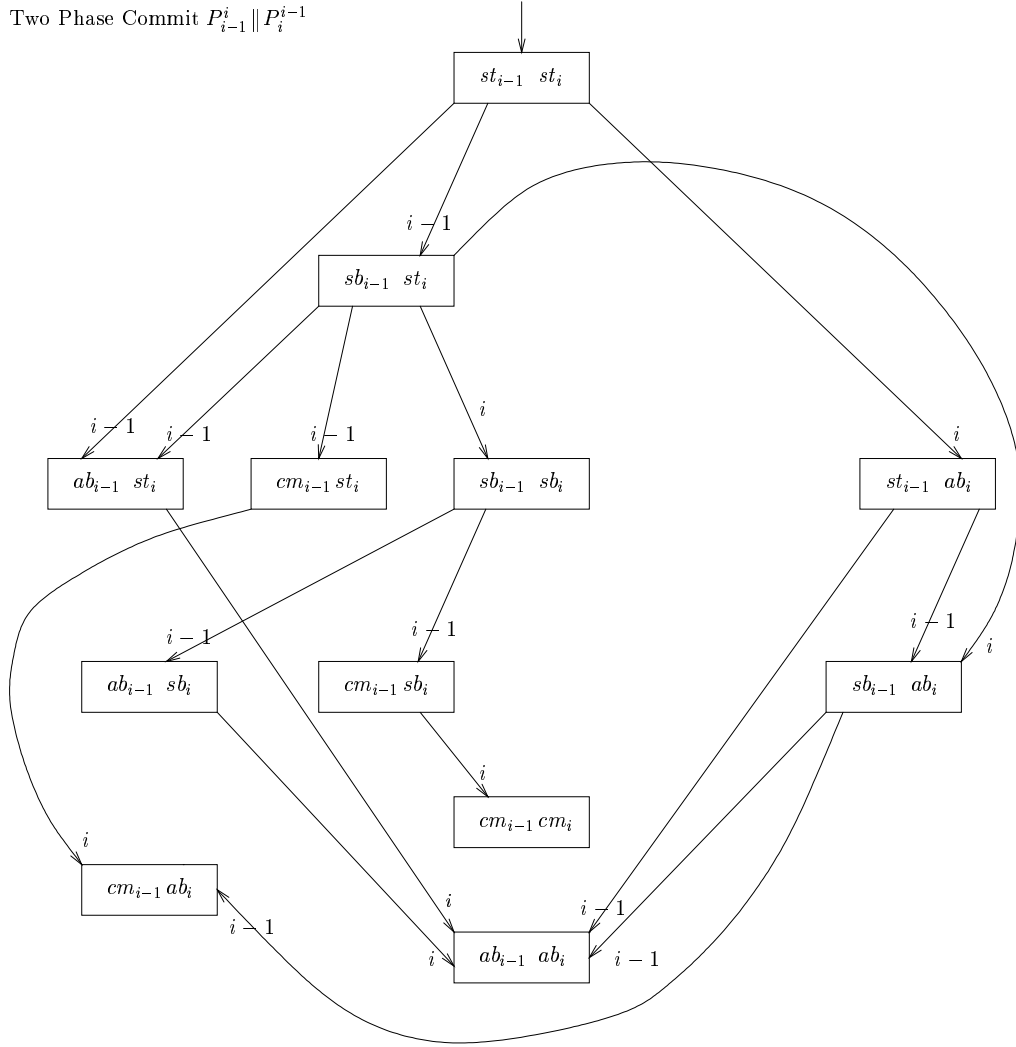 Two Phase Commit $P_{i-1}^{i} \| P_{i}^{i-1}$
$st_{i-1}$ $st_i$
$i-1$
$sb_{i-1}$ $st_i$
$i-1$
$i-1$
$i-1$
$i$
$i$
$ab_{i-1}$ $st_i$
$cm_{i-1}$ $st_i$
$sb_{i-1}$ $sb_i$
$st_{i-1}$ $ab_i$
$i-1$
$i-1$
$i-1$
$i$
$ab_{i-1}$ $sb_i$
$cm_{i-1}$ $sb_i$
$sb_{i-1}$ $ab_i$
$i$
$cm_{i-1}$ $cm_i$
$i$
$cm_{i-1}$ $ab_i$
$i-1$
$i$
$i-1$
$i$
$ab_{i-1}$ $ab_i$
$i-1$